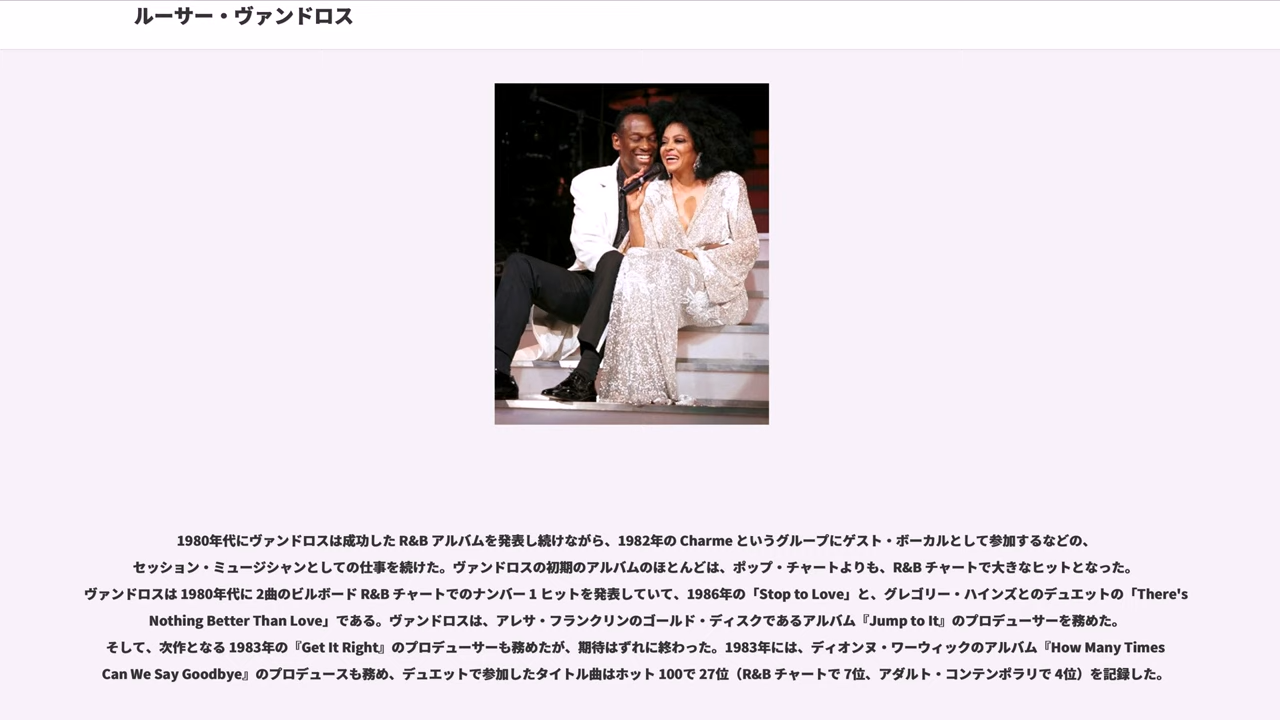 ルーサー・ヴァンドロス
1980年代にヴァンドロスは成功した R&B アルバムを発表し続けながら、1982年の Charme というグループにゲスト・ボーカルとして参加するなどの、
セッション・ミュージシャンとしての仕事を続けた。ヴァンドロスの初期のアルバムのほとんどは、ポップ・チャートよりも、R&B チャートで大きなヒットとなった。
ヴァンドロスは 1980年代に 2曲のビルボード R&B チャートでのナンバー 1 ヒットを発表していて、1986年の「Stop to Love」と、グレゴリー・ハインズとのデュエットの「There's
Nothing Better Than Love」である。ヴァンドロスは、アレサ・フランクリンのゴールド・ディスクであるアルバム『Jump to It』のプロデューサーを務めた。
そして、次作となる 1983年の『Get It Right』のプロデューサーも務めたが、期待はずれに終わった。1983年には、ディオンヌ・ワーウィックのアルバム『How Many Times
Can We Say Goodbye』のプロデュースも務め、デュエットで参加したタイトル曲はホット 100で 27位（R&B チャートで 7位、アダルト・コンテンポラリで 4位）を記録した。